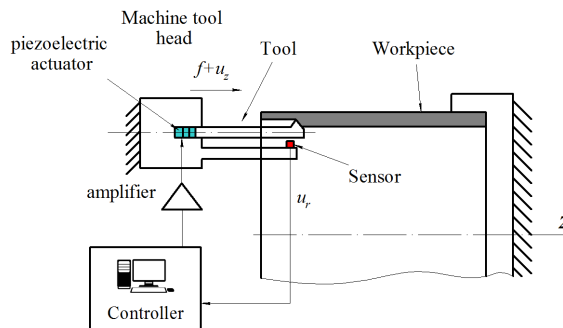 Machine tool
head
piezoelectric
actuator
f+u_z
Tool
Workpiece
Sensor
amplifier
u_r
z
Controller